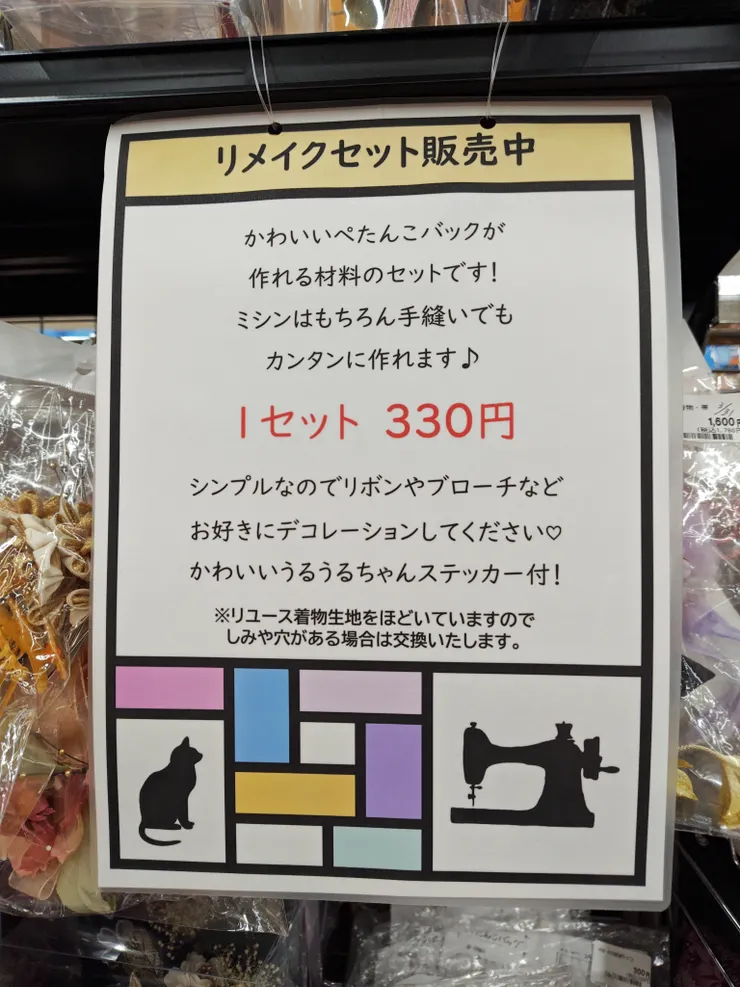 リメイクセット販売中
かわいいぺたんこバックが
作れる材料のセットです!
ミシンはもちろん手縫いでも
カンタンに作れます♪
1セット 330円
シンプルなのでリボンやブローチなど
お好きにデコレーションしてください♡
かわいいうるうるちゃんステッカー付!
※リユース着物生地をほどいていますので
しみや穴がある場合は交換いたします。
3/31
1,600円